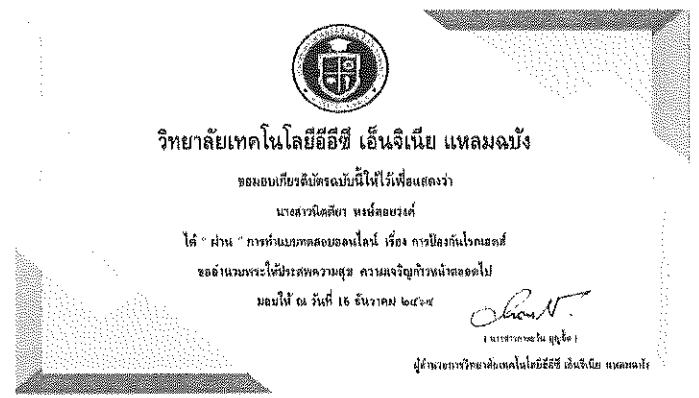 วิทยาลัยเทคโนโลยีอีอีซี เอ็นจิเนีย แหลมฉบัง
ขอมอบเกียรติบัตรฉบับนี้ให้ไว้เพื่อแสดงว่า
นางสาวนิตติยา
ได้ " ผ่าน " การทำแบบทดสอบออนไลน์ เรื่อง การป้องกันโรคเอดส์
ขออำนวยพรให้ประสพความสุข ความเจริญก้าวหน้าตลอดไป
มอบให้ ณ วันที่ 16 ธันวาคม ๒๕๖๔
ผู้อำนวยการวิทยาลัยเทคโนโลยีอีอีซี เอ็นจิเนีย แหลมฉบัง